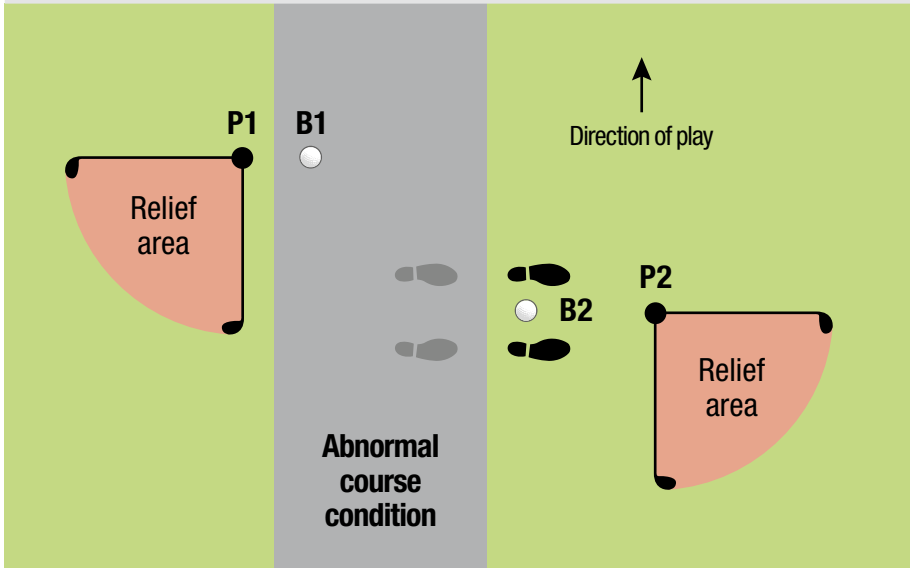 P1
B1
Direction of play
Relief
area
P2
B2
Relief
area
Abnormal
course
condition